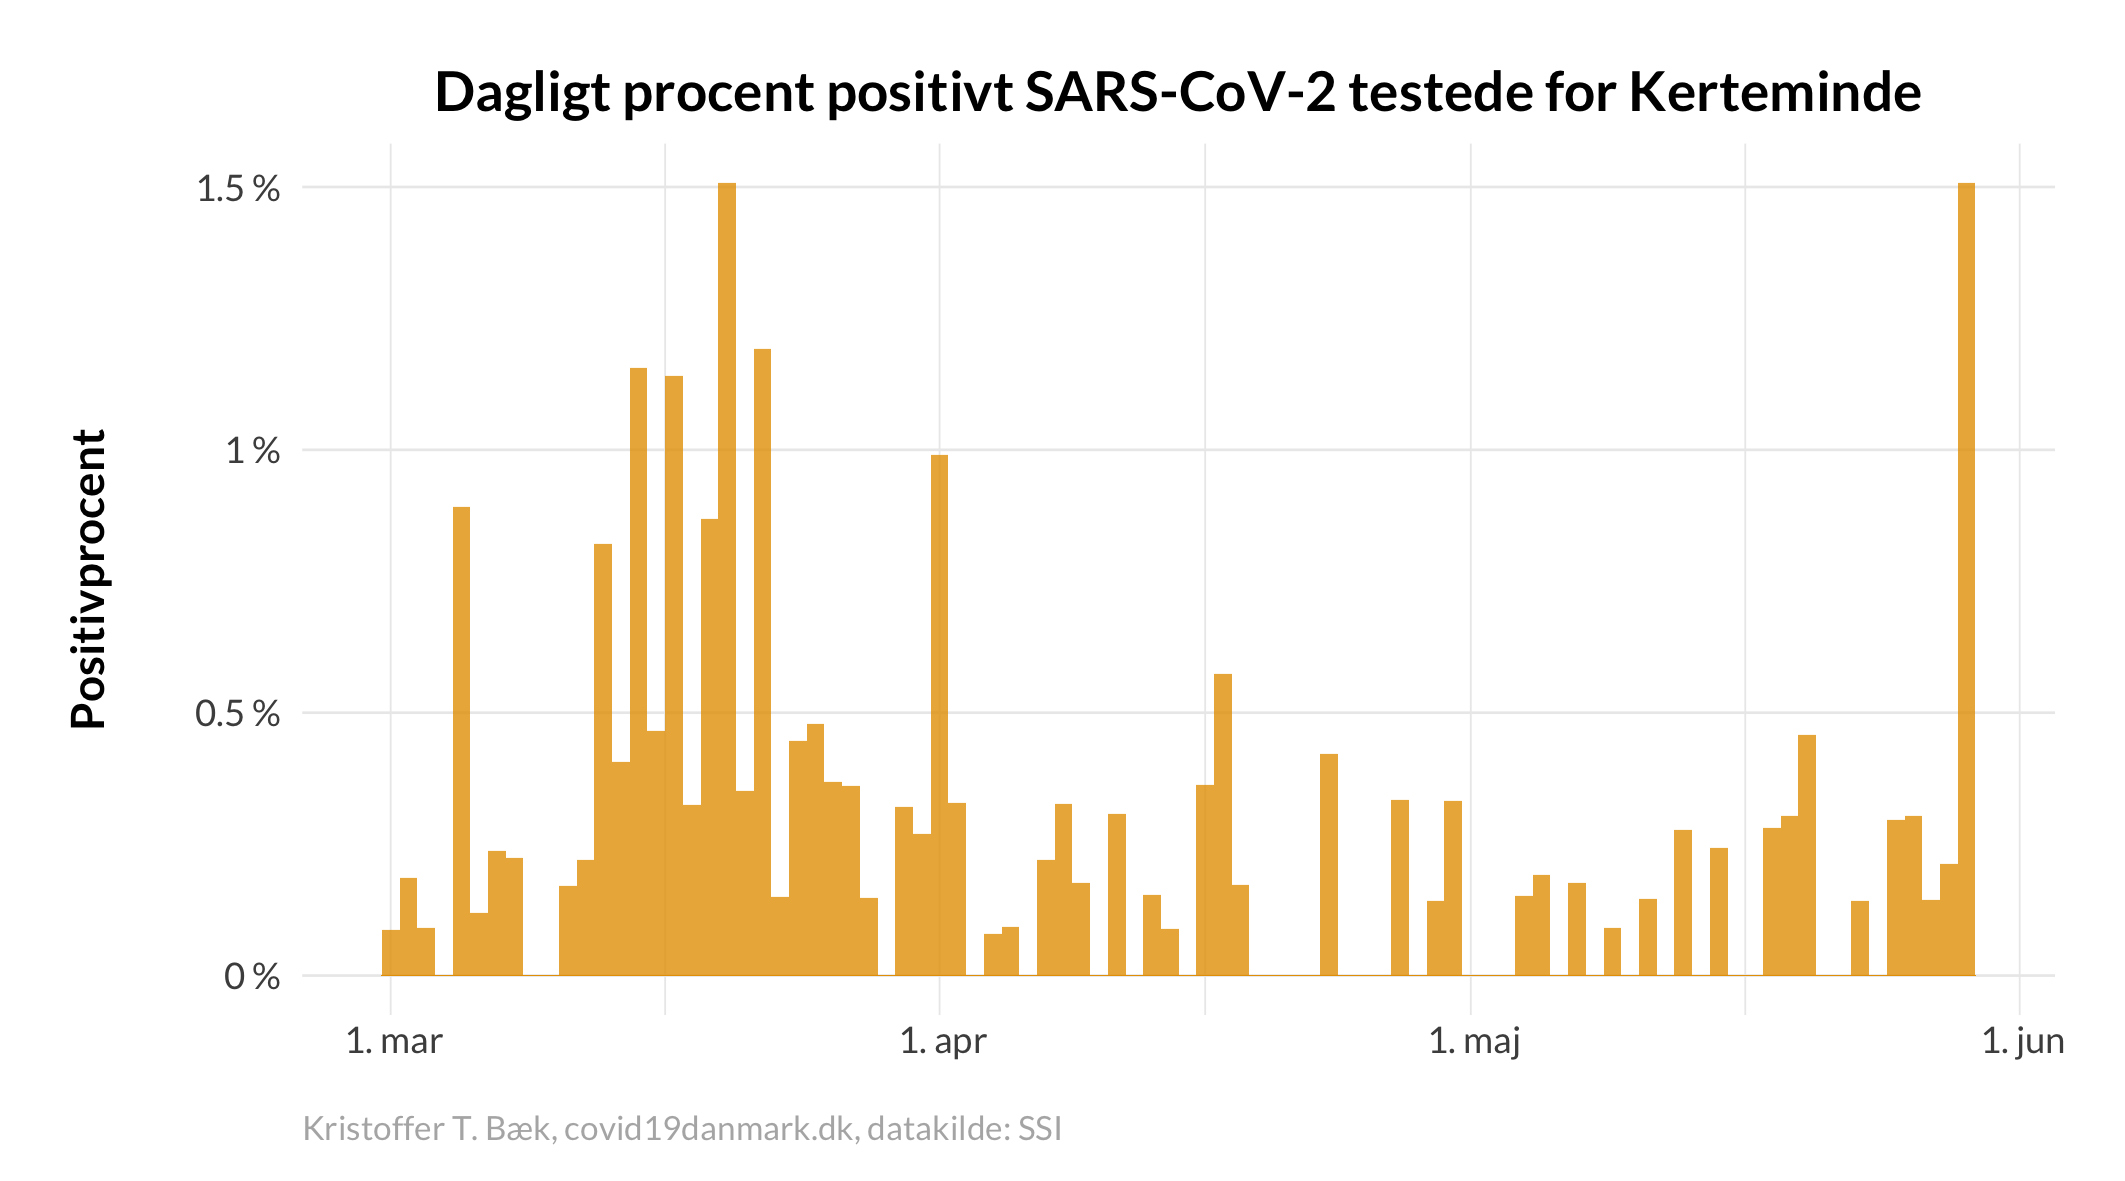 Dagligt procent positivt SARS-CoV-2 testede for Kerteminde
Positivprocent
1.5 %
1 %
0.5 %
0 %
1. mar
1. apr
1. maj
1. jun
Kristoffer T. Bæk, covid19danmark.dk, datakilde: SSI